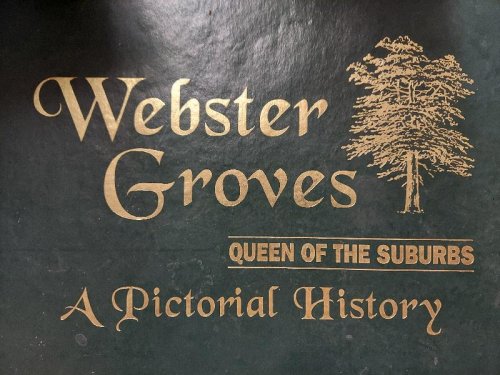 Webster
Groves
QUEEN OF THE SUBURBS
A Pictorial History